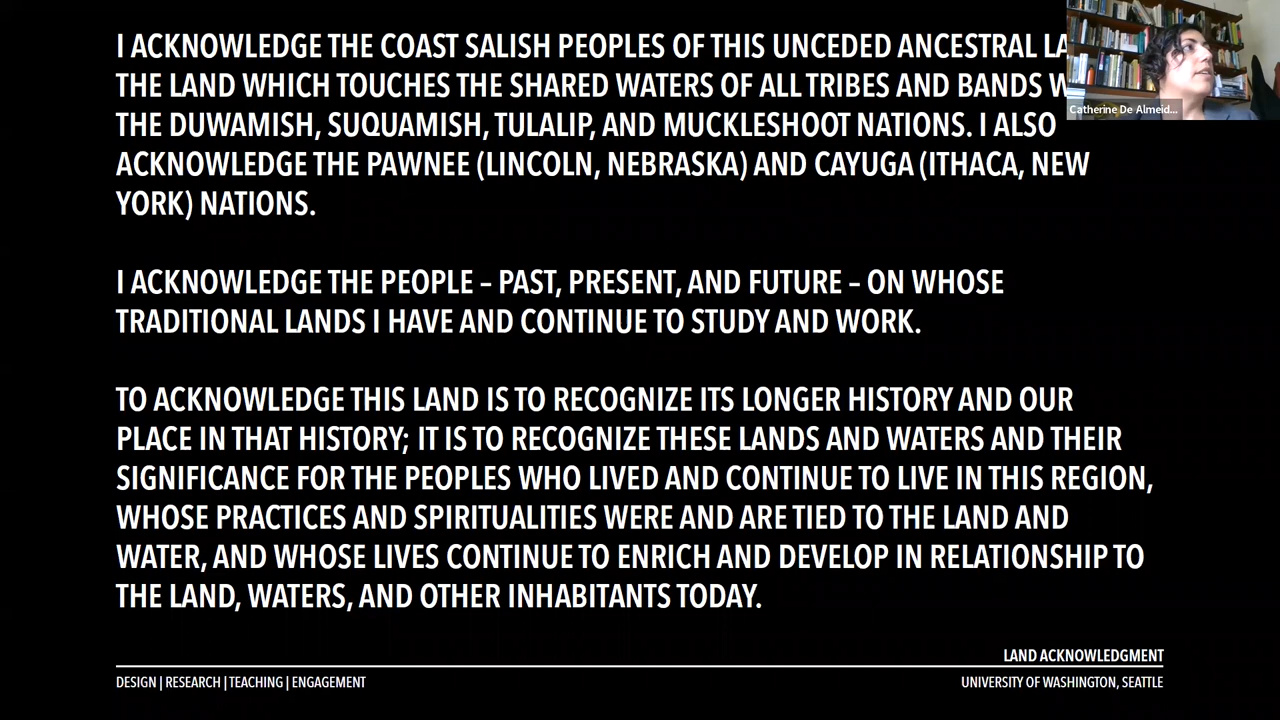 I ACKNOWLEDGE THE COAST SALISH PEOPLES OF THIS UNCEDED ANCESTRAL
THE LAND WHICH TOUCHES THE SHARED WATERS OF ALL TRIBES AND BANDS
THE DUWAMISH, SUQUAMISH, TULALIP, AND MUCKLESHOOT NATIONS. I ALSO
ACKNOWLEDGE THE PAWNEE (LINCOLN, NEBRASKA) AND CAYUGA (ITHACA, NEW
YORK) NATIONS.
I ACKNOWLEDGE THE PEOPLE – PAST, PRESENT, AND FUTURE – ON WHOSE
TRADITIONAL LANDS I HAVE AND CONTINUE TO STUDY AND WORK.
TO ACKNOWLEDGE THIS LAND IS TO RECOGNIZE ITS LONGER HISTORY AND OUR
PLACE IN THAT HISTORY; IT IS TO RECOGNIZE THESE LANDS AND WATERS AND THEIR
SIGNIFICANCE FOR THE PEOPLES WHO LIVED AND CONTINUE TO LIVE IN THIS REGION,
WHOSE PRACTICES AND SPIRITUALITIES WERE AND ARE TIED TO THE LAND AND
WATER, AND WHOSE LIVES CONTINUE TO ENRICH AND DEVELOP IN RELATIONSHIP TO
THE LAND, WATERS, AND OTHER INHABITANTS TODAY.
LAND ACKNOWLEDGMENT
DESIGN | RESEARCH | TEACHING | ENGAGEMENT
UNIVERSITY OF WASHINGTON, SEATTLE
Catherine De Almeid...